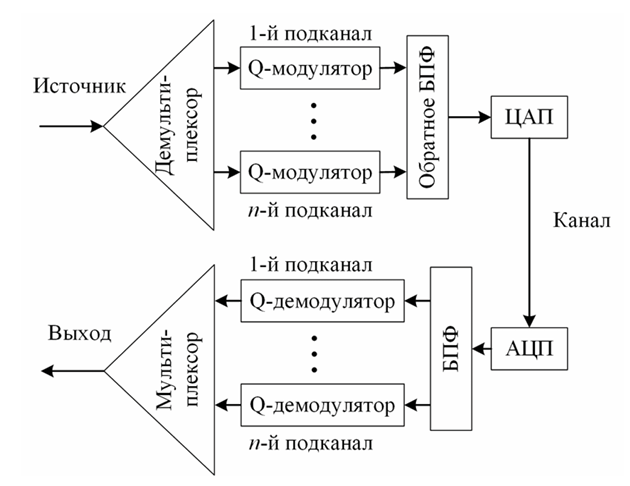 1-й подканал
Q-модулятор
Источник
Демульти-
плексор
Обратное БПФ
ЦАП
Q-модулятор
n-й подканал
Канал
1-й подканал
Q-демодулятор
Выход
Мульти-
плексор
БПФ
АЦП
Q-демодулятор
n-й подканал